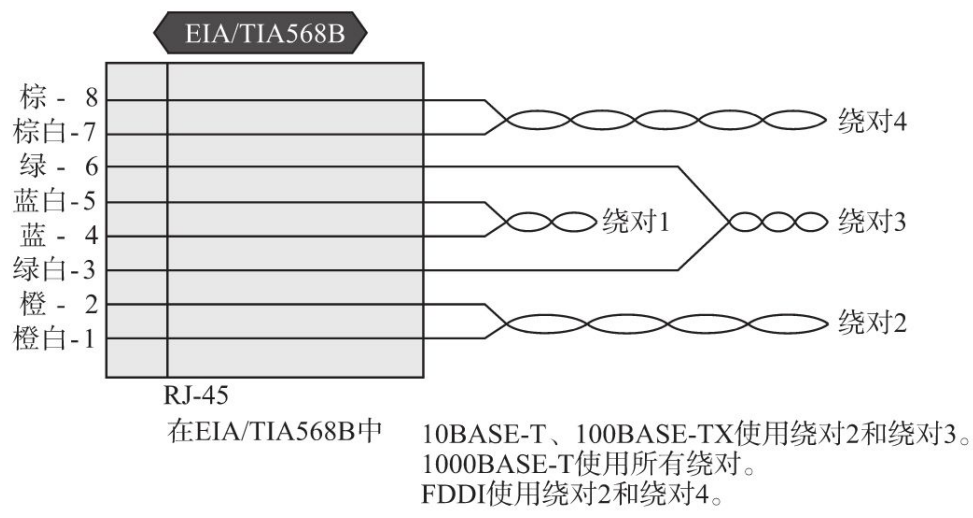 EIA/TIA568B
棕 - 8
棕白-7
绿 - 6
蓝白-5
蓝 - 4
绿白-3
橙 - 2
橙白-1
绕对4
绕对1
绕对3
绕对2
RJ-45
在EIA/TIA568B中
10BASE-T、100BASE-TX使用绕对2和绕对3。
1000BASE-T使用所有绕对。
FDDI使用绕对2和绕对4。